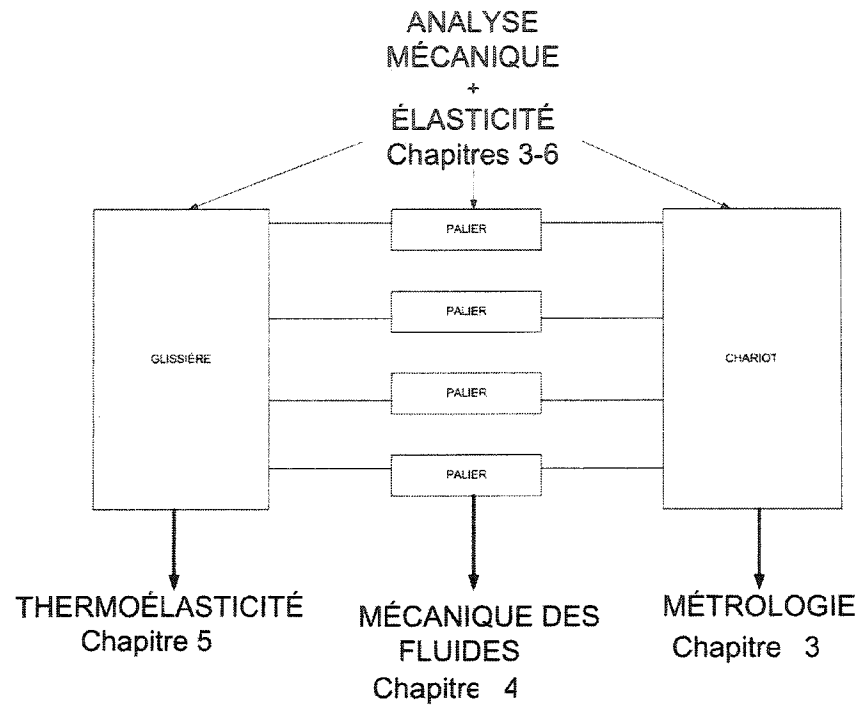 ANALYSE
MÉCANIQUE
+
ÉLASTICITÉ
Chapitres 3-6
PALIER
PALIER
GLISSIÈRE
CHARIOT
PALIER
PALIER
THERMOÉLASTICITÉ
Chapitre 5
MÉCANIQUE DES
FLUIDES
Chapitre 4
MÉTROLOGIE
Chapitre 3